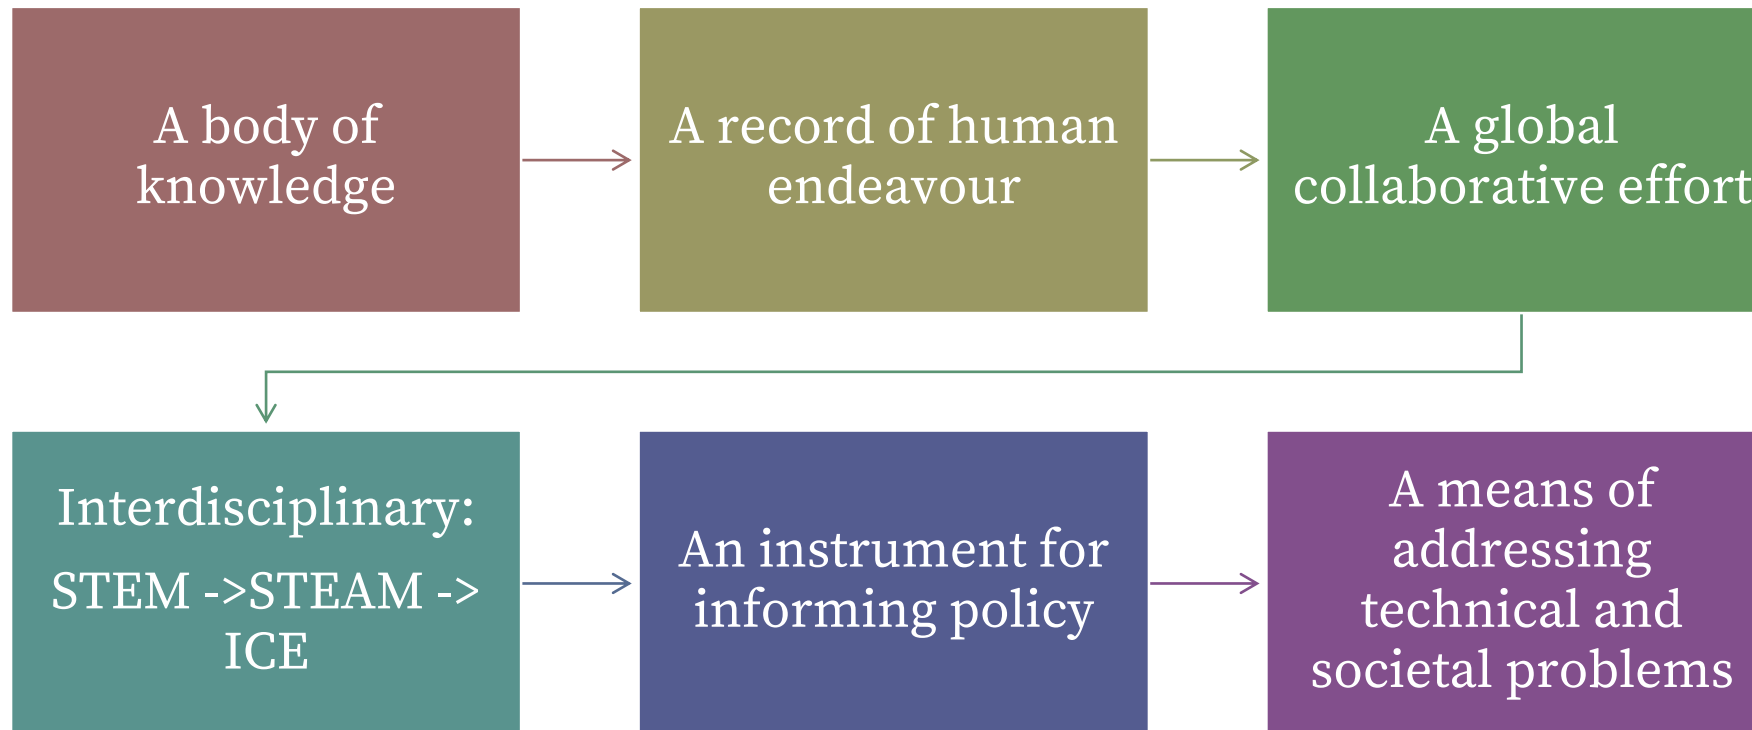 A body of
knowledge
A record of human
endeavour
A global
collaborative effort
Interdisciplinary:
STEM ->STEAM ->
ICE
An instrument for
informing policy
A means of
addressing
technical and
societal problems